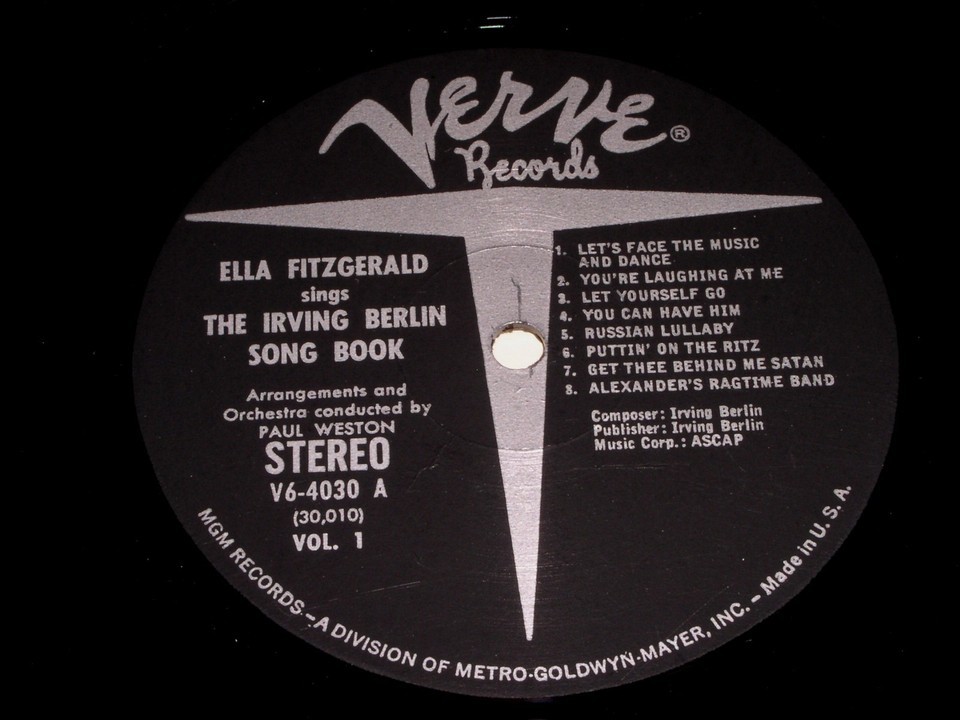 VERVE ®
Records
ELLA FITZGERALD
sings
THE IRVING BERLIN
SONG BOOK
Arrangements and
Orchestra conducted by
PAUL WESTON
STEREO
V6-4030 A
(30,010)
VOL. 1
1. LET'S FACE THE MUSIC
AND DANCE
2. YOU'RE LAUGHING AT ME
3. LET YOURSELF GO
4. YOU CAN HAVE HIM
5. RUSSIAN LULLABY
6. PUTTIN' ON THE RITZ
7. GET THEE BEHIND ME SATAN
8. ALEXANDER'S RAGTIME BAND
Composer: Irving Berlin
Publisher: Irving Berlin
Music Corp.: ASCAP
MGM RECORDS—A DIVISION OF METRO-GOLDWYN-MAYER, INC. – Made in U. S. A.